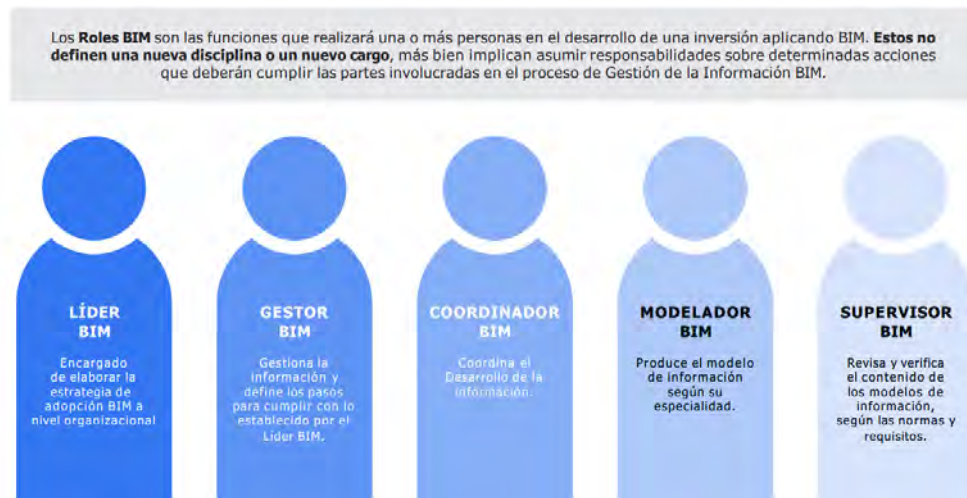 Los Roles BIM son las funciones que realizará una o más personas en el desarrollo de una inversión aplicando BIM. Estos no
definen una nueva disciplina o un nuevo cargo, más bien implican asumir responsabilidades sobre determinadas acciones
que deberán cumplir las partes involucradas en el proceso de Gestión de la Información BIM.
LÍDER
BIM
Encargado
de elaborar la
estrategia de
adopción BIM a
nivel organizacional
GESTOR
BIM
Gestiona la
información y
define los pasos
para cumplir con lo
establecido por el
Líder BIM.
COORDINADOR
BIM
Coordina el
Desarrollo de la
información.
MODELADOR
BIM
Produce el modelo
de información
según su
especialidad.
SUPERVISOR
BIM
Revisa y verifica
el contenido de
los modelos de
información,
según las normas y
requisitos.